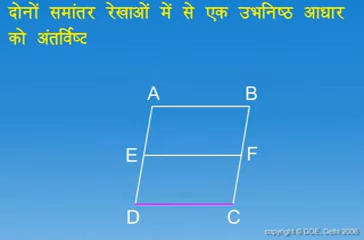 दोनों समांतर रेखाओं में से एक उभनिष्ठ आधार
को अंतर्विष्ट
A B
E F
D C
copyright © DOE, Delhi 2006